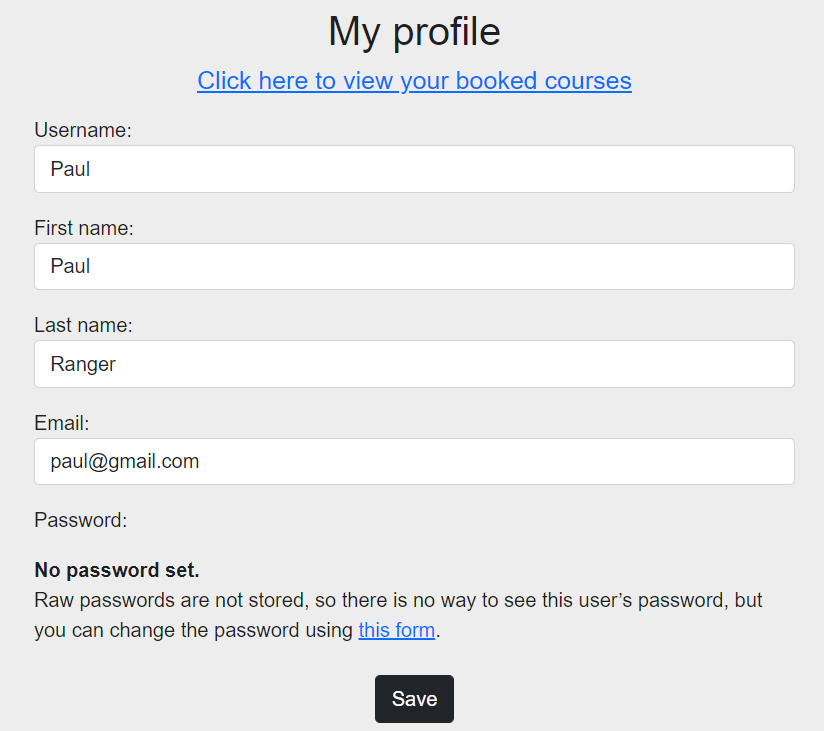 My profile
Click here to view your booked courses
Username:
Paul
First name:
Paul
Last name:
Ranger
Email:
paul@gmail.com
Password:
No password set.
Raw passwords are not stored, so there is no way to see this user’s password, but
you can change the password using this form.
Save